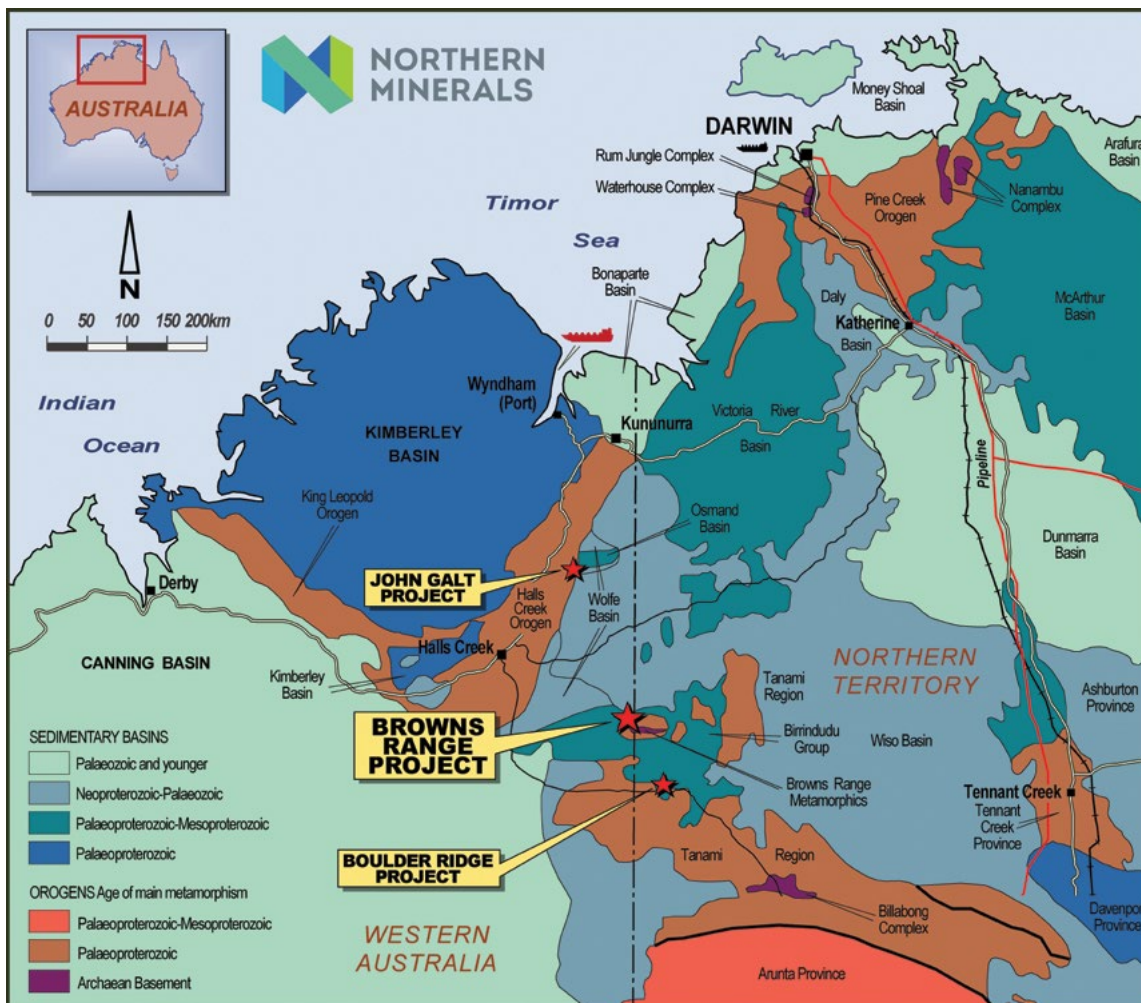 AUSTRALIA
NORTHERN
MINERALS
N
0 50 100 150 200km
Timor
Sea
Indian
Ocean
DARWIN
Money Shoal
Basin
Arafura
Basin
Rum Jungle Complex
Waterhouse Complex
Pine Creek
Orogen
Nanambu
Complex
Bonaparte
Basin
Daly
Basin
Katherine
McArthur
Basin
Wyndham
(Port)
Kununurra
Victoria River
Basin
KIMBERLEY
BASIN
King Leopold
Orogen
Osmand
Basin
Pipeline
Dunmarra
Basin
JOHN GALT
PROJECT
Derby
Halls
Creek
Orogen
Wolfe
Basin
Halls Creek
CANNING BASIN
Kimberley
Basin
NORTHERN
TERRITORY
Tanami
Region
Ashburton
Province
BROWNS
RANGE
PROJECT
Birrindudu
Group
Wiso Basin
Browns Range
Metamorphics
Tennant Creek
Tennant
Creek
Province
BOULDER RIDGE
PROJECT
Tanami Region
Billabong
Complex
Davenport
Province
WESTERN
AUSTRALIA
Arunta Province
SEDIMENTARY BASINS
Palaeozoic and younger
Neoproterozoic-Palaeozoic
Palaeoproterozoic-Mesoproterozoic
Palaeoproterozoic
OROGENS Age of main metamorphism
Palaeoproterozoic-Mesoproterozoic
Palaeoproterozoic
Archaean Basement